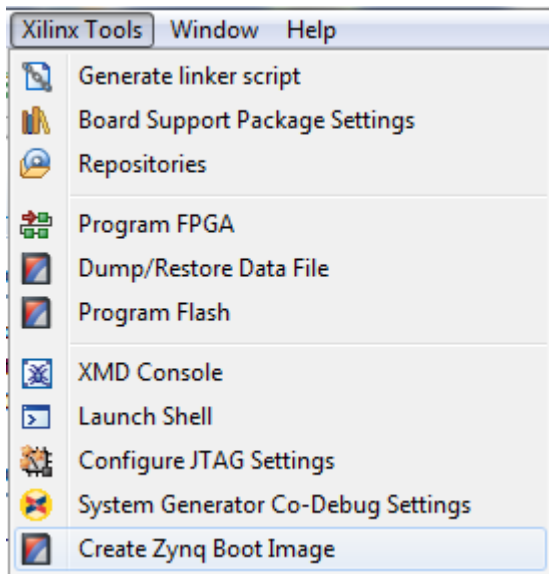 Xilinx Tools Window Help
Generate linker script
Board Support Package Settings
Repositories
Program FPGA
Dump/Restore Data File
Program Flash
XMD Console
Launch Shell
Configure JTAG Settings
System Generator Co-Debug Settings
Create Zynq Boot Image